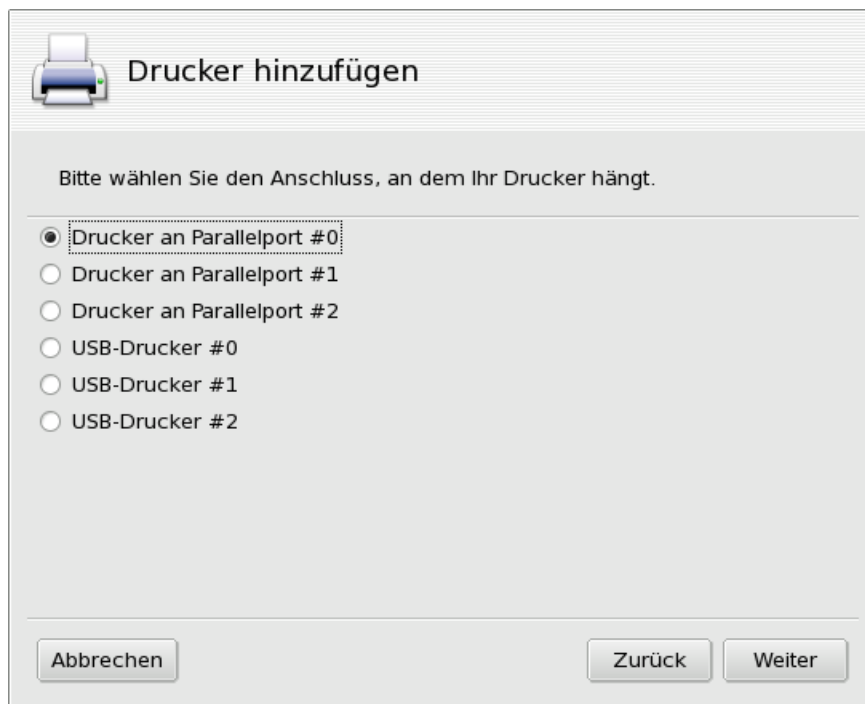 Drucker hinzufügen
Bitte wählen Sie den Anschluss, an dem Ihr Drucker hängt.
Drucker an Parallelport #0
Drucker an Parallelport #1
Drucker an Parallelport #2
USB-Drucker #0
USB-Drucker #1
USB-Drucker #2
Abbrechen Zurück Weiter